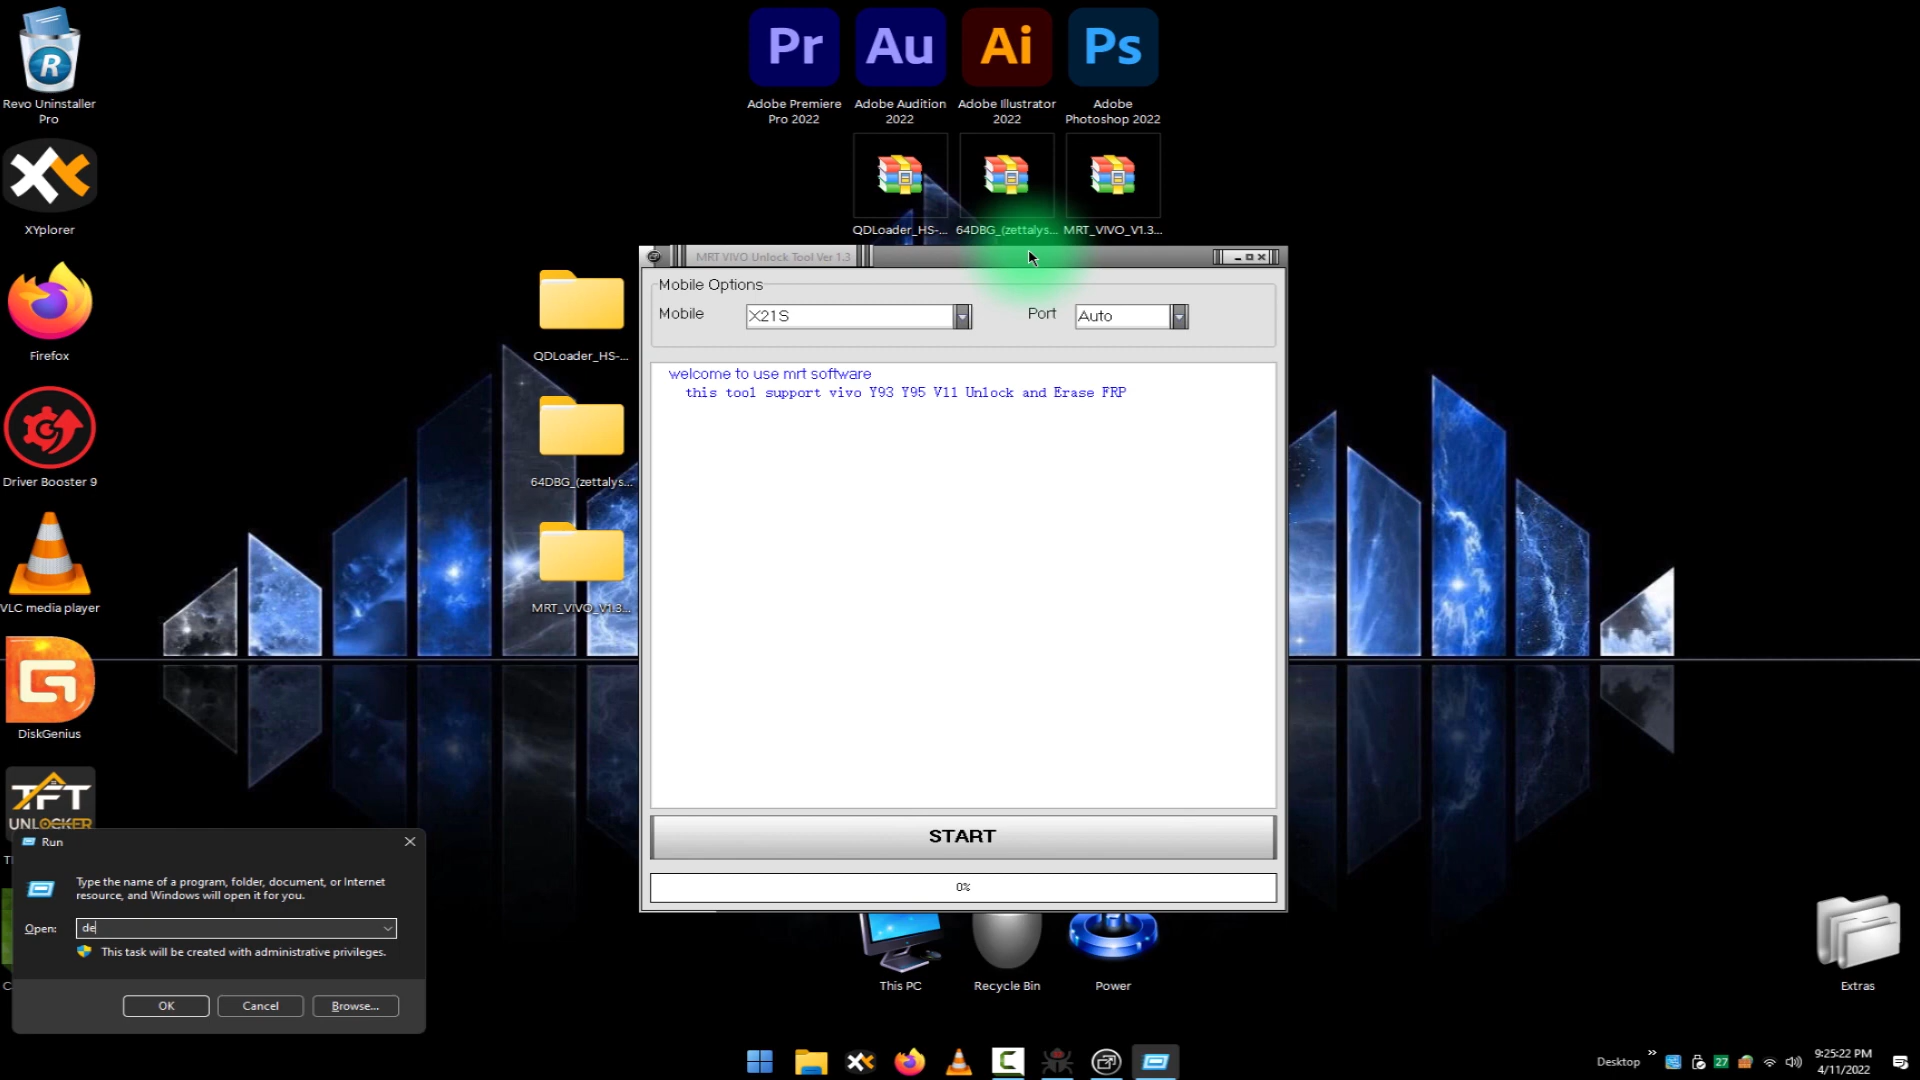 Revo Uninstaller
Pro
XYplorer
Firefox
Driver Booster 9
VLC media player
DiskGenius
TFT
UNLOCKER
Pr
Adobe Premiere
Pro 2022
Au
Adobe Audition
2022
Ai
Adobe Illustrator
2022
Ps
Adobe
Photoshop 2022
QDLoader_HS-...
64DBG_(zettalys...
MRT_VIVO_V1.3...
QDLoader_HS-...
64DBG_(zettalys...
MRT_VIVO_V1.3...
MRT VIVO Unlock Tool Ver 1.3
Mobile Options
Mobile
X21S
Port
Auto
welcome to use mrt software
this tool support vivo Y93 Y95 V11 Unlock and Erase FRP
START
0%
Run
Type the name of a program, folder, document, or Internet
resource, and Windows will open it for you.
Open:
de
This task will be created with administrative privileges.
OK
Cancel
Browse...
This PC
Recycle Bin
Power
Extras
Desktop
27
9:25:22 PM
4/11/2022